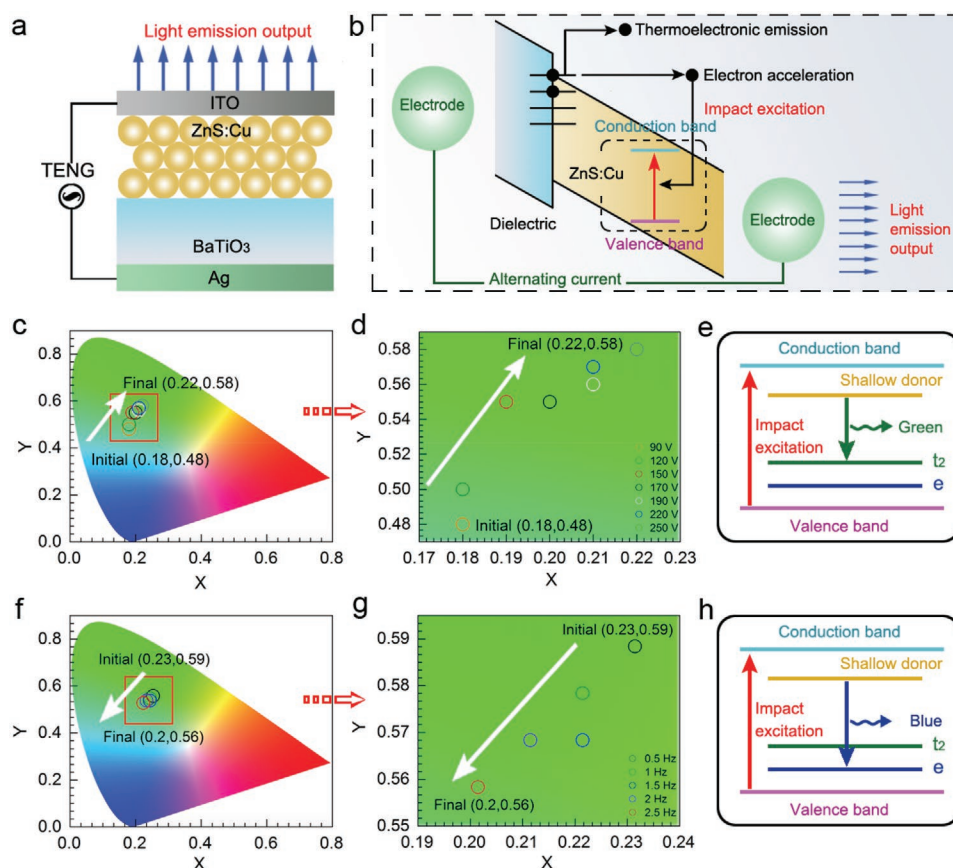 a
Light emission output
ITO
ZnS:Cu
TENG
BaTiO3
Ag
b
Thermoelectronic emission
Electron acceleration
Impact excitation
Electrode
Conduction band
ZnS:Cu
Dielectric
Valence band
Electrode
Light
emission
output
Alternating current
c
Y
0.8
0.6
0.4
0.2
0.0
Final (0.22,0.58)
Initial (0.18,0.48)
0.0 0.2 0.4 0.6 0.8
X
d
Y
0.58
0.56
0.54
0.52
0.50
0.48
Final (0.22,0.58)
Initial (0.18,0.48)
90 V
120 V
150 V
170 V
190 V
220 V
250 V
0.17 0.18 0.19 0.20 0.21 0.22 0.23
X
e
Conduction band
Shallow donor
Impact
excitation
Green
t2
e
Valence band
f
Y
0.8
0.6
0.4
0.2
0.0
Initial (0.23,0.59)
Final (0.2,0.56)
0.0 0.2 0.4 0.6 0.8
X
g
Y
0.59
0.58
0.57
0.56
0.55
Initial (0.23,0.59)
Final (0.2,0.56)
0.5 Hz
1 Hz
1.5 Hz
2 Hz
2.5 Hz
0.19 0.20 0.21 0.22 0.23 0.24
X
h
Conduction band
Shallow donor
Impact
excitation
Blue
t2
e
Valence band